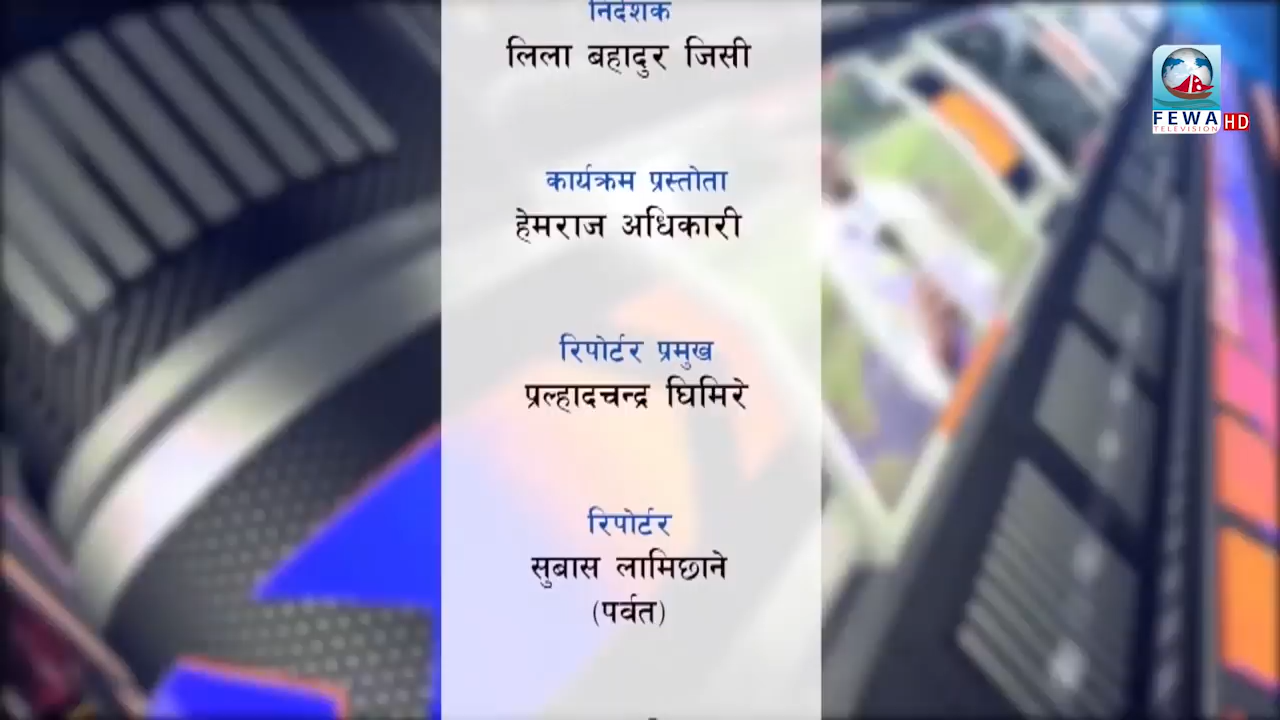 निर्देशक
लिला बहादुर जिसी
कार्यक्रम प्रस्तोता
हेमराज अधिकारी
रिपोर्टर प्रमुख
प्रल्हादचन्द्र घिमिरे
रिपोर्टर
सुबास लामिछाने
(पर्वत)
FEWA
TELEVISION HD